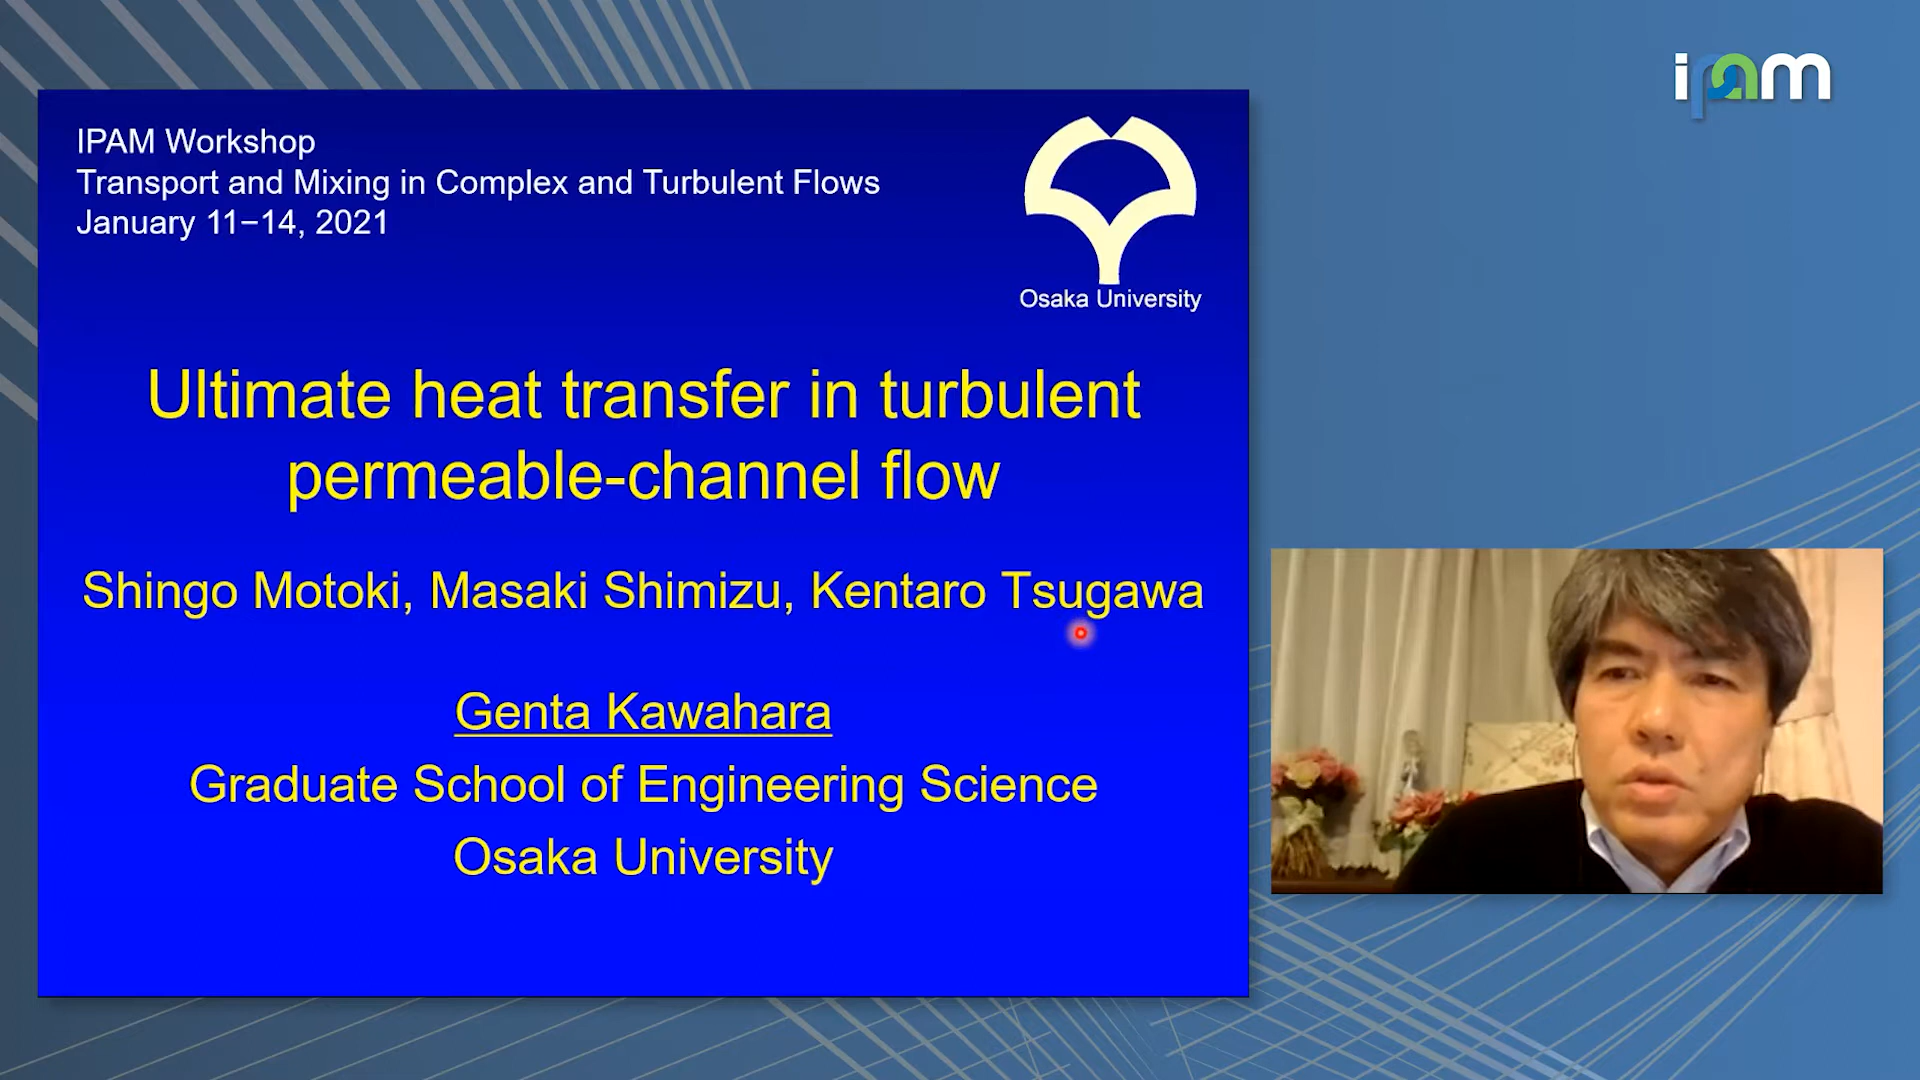 ipam
IPAM Workshop
Transport and Mixing in Complex and Turbulent Flows
January 11−14, 2021
Osaka University
Ultimate heat transfer in turbulent
permeable-channel flow
Shingo Motoki, Masaki Shimizu, Kentaro Tsugawa
Genta Kawahara
Graduate School of Engineering Science
Osaka University